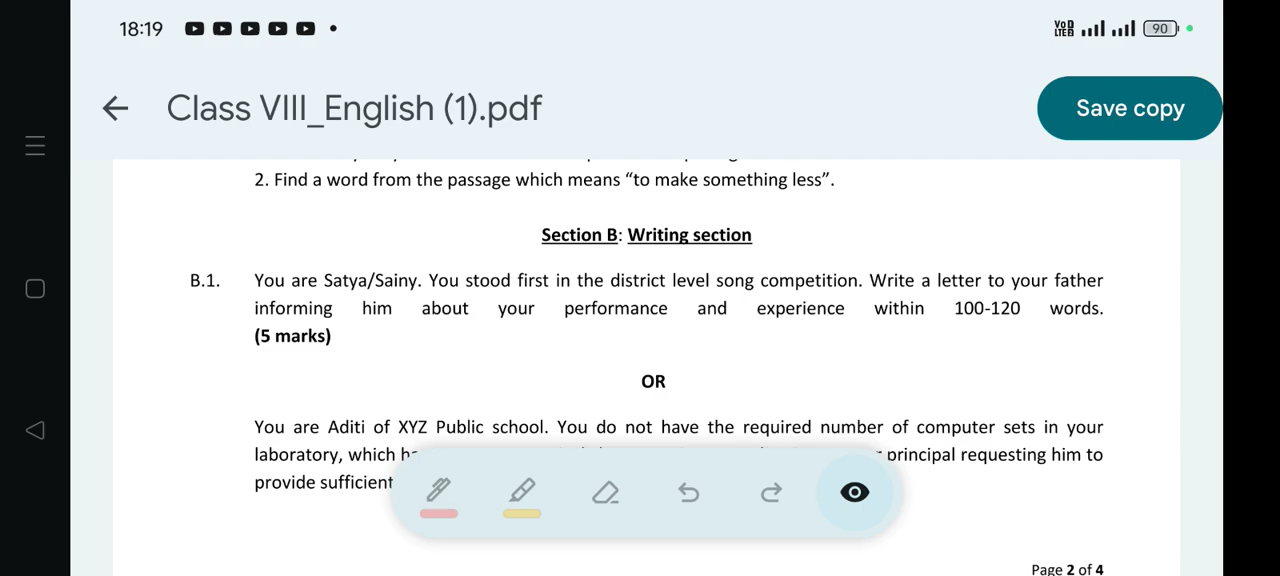 18:19 VoD LTE 90
Class VIII_English (1).pdf
Save copy
2. Find a word from the passage which means “to make something less”.
Section B: Writing section
B.1. You are Satya/Sainy. You stood first in the district level song competition. Write a letter to your father
informing him about your performance and experience within 100-120 words.
(5 marks)
OR
You are Aditi of XYZ Public school. You do not have the required number of computer sets in your
laboratory, which principal requesting him to
provide sufficient
Page 2 of 4